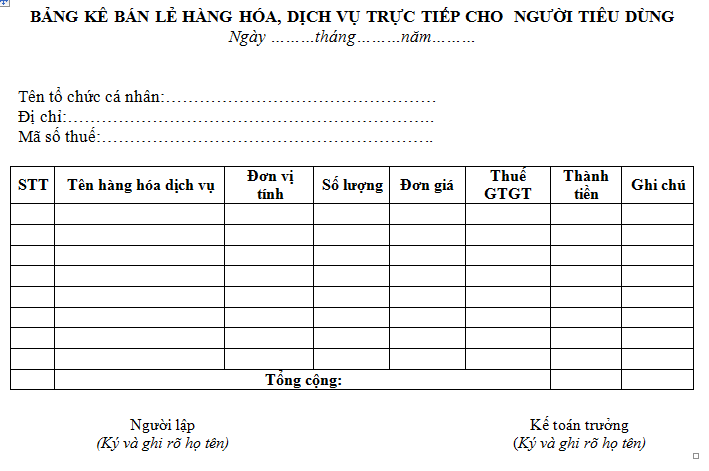 BẢNG KÊ BÁN LẺ HÀNG HÓA, DỊCH VỤ TRỰC TIẾP CHO NGƯỜI TIÊU DÙNG
Ngày ………tháng………năm………
Tên tổ chức cá nhân:…………………………………………
Đị chỉ:…………………………………………………………
Mã số thuế:……………………………………………………..
STT Tên hàng hóa dịch vụ Đơn vị tính Số lượng Đơn giá Thuế GTGT Thành tiền Ghi chú
Tổng cộng:
Người lập Kế toán trưởng
(Ký và ghi rõ họ tên) (Ký và ghi rõ họ tên)